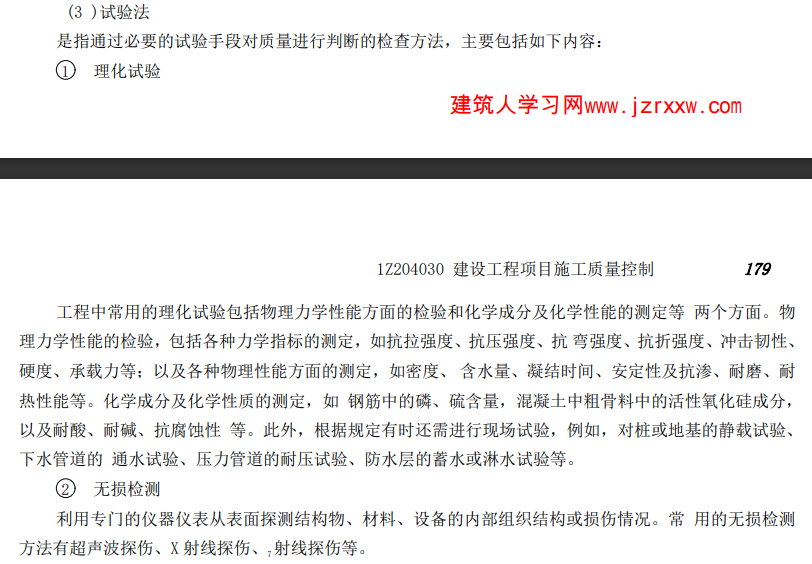 (3 )试验法
是指通过必要的试验手段对质量进行判断的检查方法，主要包括如下内容：
① 理化试验
建筑人学习网www.jzrxxw.com
1Z204030 建设工程项目施工质量控制 179
工程中常用的理化试验包括物理力学性能方面的检验和化学成分及化学性能的测定等 两个方面。物
理力学性能的检验，包括各种力学指标的测定，如抗拉强度、抗压强度、抗 弯强度、抗折强度、冲击韧性、
硬度、承载力等；以及各种物理性能方面的测定，如密度、 含水量、凝结时间、安定性及抗渗、耐磨、耐
热性能等。化学成分及化学性质的测定，如 钢筋中的磷、硫含量，混凝土中粗骨料中的活性氧化硅成分，
以及耐酸、耐碱、抗腐蚀性 等。此外，根据规定有时还需进行现场试验，例如，对桩或地基的静载试验、
下水管道的 通水试验、压力管道的耐压试验、防水层的蓄水或淋水试验等。
② 无损检测
利用专门的仪器仪表从表面探测结构物、材料、设备的内部组织结构或损伤情况。常 用的无损检测
方法有超声波探伤、X 射线探伤、7射线探伤等。